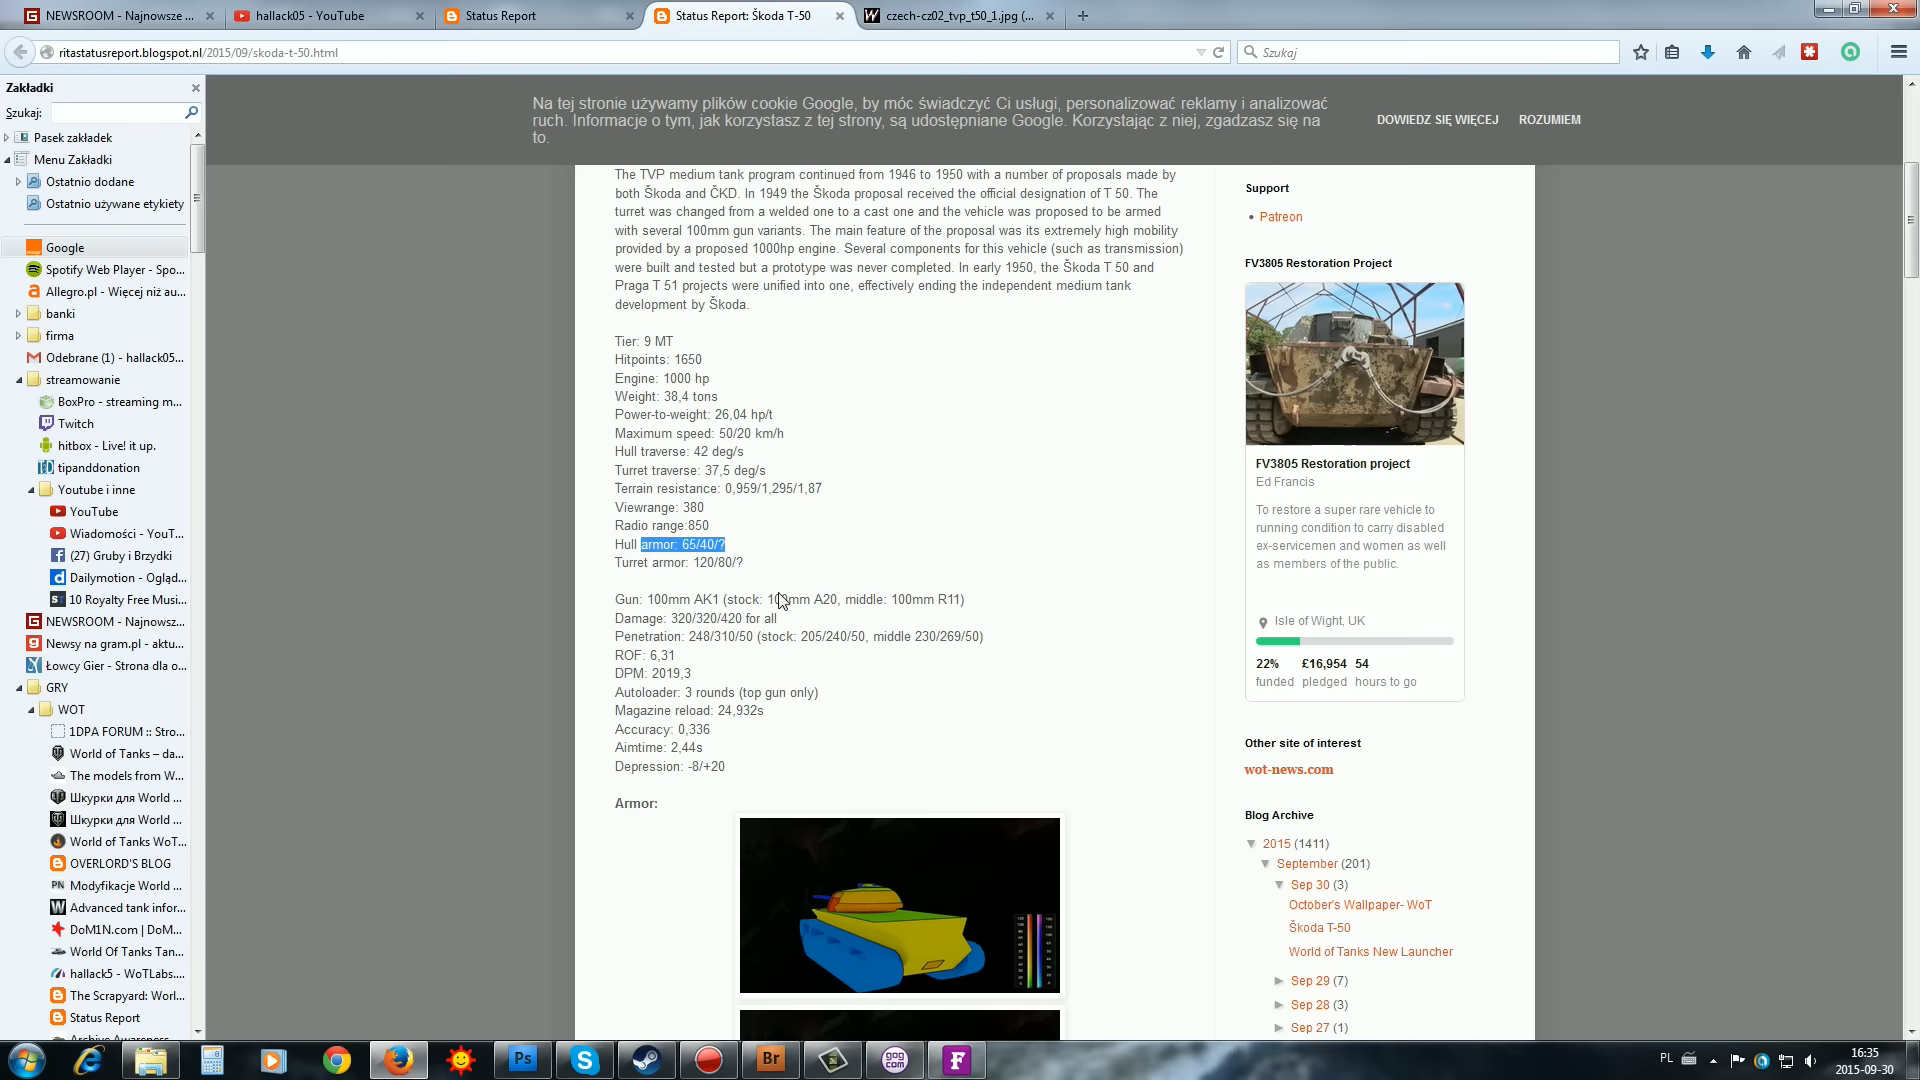 NEWSROOM - Najnowsze ...
hallack05 - YouTube
Status Report
Status Report: Škoda T-50
czech-cz02_tvp_t50_1.jpg (...
ritastatusreport.blogspot.nl/2015/09/skoda-t-50.html
Szukaj
Zakładki
Szukaj:
Pasek zakładek
Menu Zakładki
Ostatnio dodane
Ostatnio używane etykiety
Google
Spotify Web Player - Spo...
Allegro.pl - Więcej niż au...
banki
firma
Odebrane (1) - hallack05...
streamowanie
BoxPro - streaming m...
Twitch
hitbox - Live! it up.
tipanddonation
Youtube i inne
YouTube
Wiadomości - YouT...
(27) Gruby i Brzydki
Dailymotion - Ogląd...
10 Royalty Free Musi...
NEWSROOM - Najnowsz...
Newsy na gram.pl - aktu...
Łowcy Gier - Strona dla o...
GRY
WOT
1DPA FORUM :: Stro...
World of Tanks – da...
The models from W...
Шкурки для World ...
Шкурки для World ...
World of Tanks WoT...
OVERLORD'S BLOG
Modyfikacje World ...
Advanced tank infor...
DoM1N.com | DoM...
World Of Tanks Tan...
hallack5 - WoTLabs....
The Scrapyard: Worl...
Status Report
Archive Awareness
Na tej stronie używamy plików cookie Google, by móc świadczyć Ci usługi, personalizować reklamy i analizować
ruch. Informacje o tym, jak korzystasz z tej strony, są udostępniane Google. Korzystając z niej, zgadzasz się na
to.
DOWIEDZ SIĘ WIĘCEJ
ROZUMIEM
The TVP medium tank program continued from 1946 to 1950 with a number of proposals made by
both Škoda and ČKD. In 1949 the Škoda proposal received the official designation of T 50. The
turret was changed from a welded one to a cast one and the vehicle was proposed to be armed
with several 100mm gun variants. The main feature of the proposal was its extremely high mobility
provided by a proposed 1000hp engine. Several components for this vehicle (such as transmission)
were built and tested but a prototype was never completed. In early 1950, the Škoda T 50 and
Praga T 51 projects were unified into one, effectively ending the independent medium tank
development by Škoda.
Tier: 9 MT
Hitpoints: 1650
Engine: 1000 hp
Weight: 38,4 tons
Power-to-weight: 26,04 hp/t
Maximum speed: 50/20 km/h
Hull traverse: 42 deg/s
Turret traverse: 37,5 deg/s
Terrain resistance: 0,959/1,295/1,87
Viewrange: 380
Radio range:850
Hull armor: 65/40/?
Turret armor: 120/80/?
Gun: 100mm AK1 (stock: 100mm A20, middle: 100mm R11)
Damage: 320/320/420 for all
Penetration: 248/310/50 (stock: 205/240/50, middle 230/269/50)
ROF: 6,31
DPM: 2019,3
Autoloader: 3 rounds (top gun only)
Magazine reload: 24,932s
Accuracy: 0,336
Aimtime: 2,44s
Depression: -8/+20
Armor:
Support
Patreon
FV3805 Restoration Project
FV3805 Restoration project
Ed Francis
To restore a super rare vehicle to
running condition to carry disabled
ex-servicemen and women as well
as members of the public.
Isle of Wight, UK
22% £16,954 54
funded pledged hours to go
Other site of interest
wot-news.com
Blog Archive
2015 (1411)
September (201)
Sep 30 (3)
October's Wallpaper- WoT
Škoda T-50
World of Tanks New Launcher
Sep 29 (7)
Sep 28 (3)
Sep 27 (1)
Ps
Br
gog
com
F
PL
16:35
2015-09-30